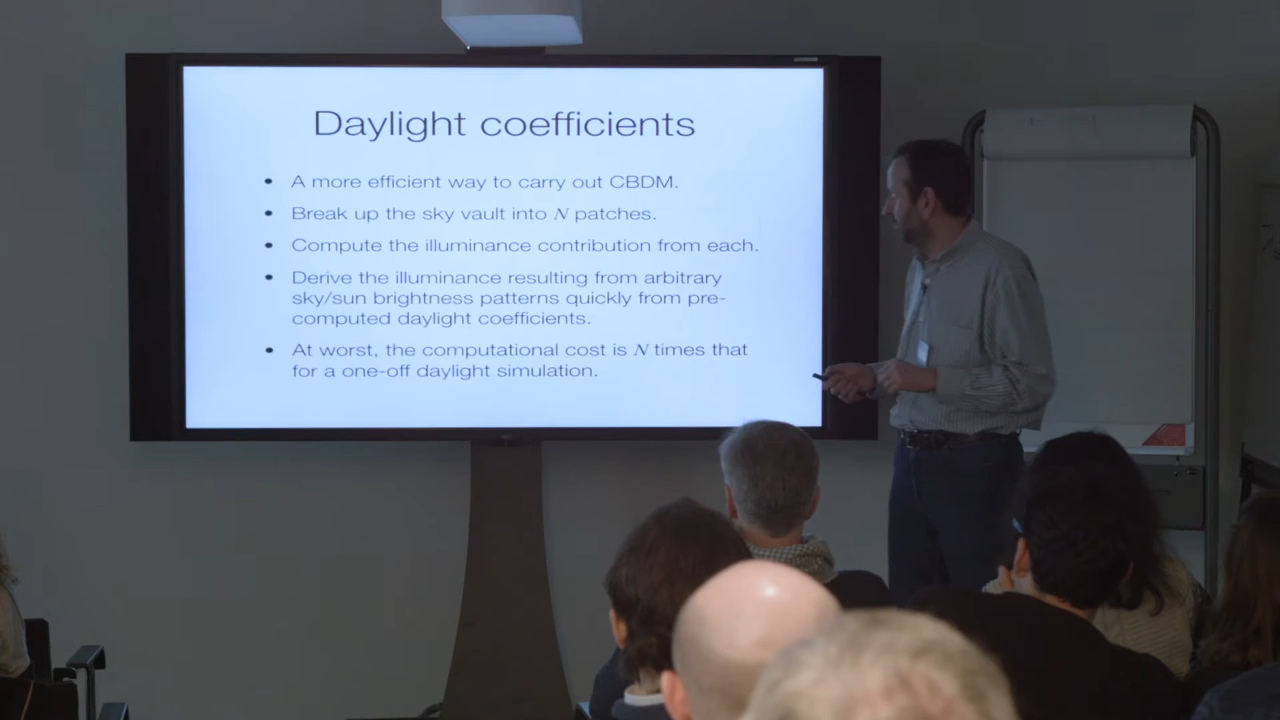 Daylight coefficients
• A more efficient way to carry out CBDM.
• Break up the sky vault into N patches.
• Compute the illuminance contribution from each.
• Derive the illuminance resulting from arbitrary
sky/sun brightness patterns quickly from pre-
computed daylight coefficients.
• At worst, the computational cost is N times that
for a one-off daylight simulation.